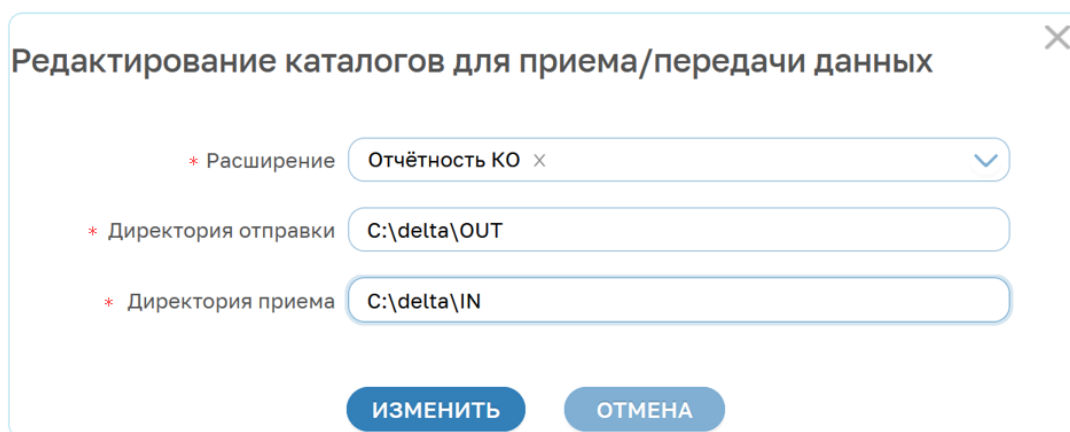 Редактирование каталогов для приема/передачи данных
* Расширение Отчётность КО ×
* Директория отправки C:\delta\OUT
* Директория приема C:\delta\IN
ИЗМЕНИТЬ ОТМЕНА